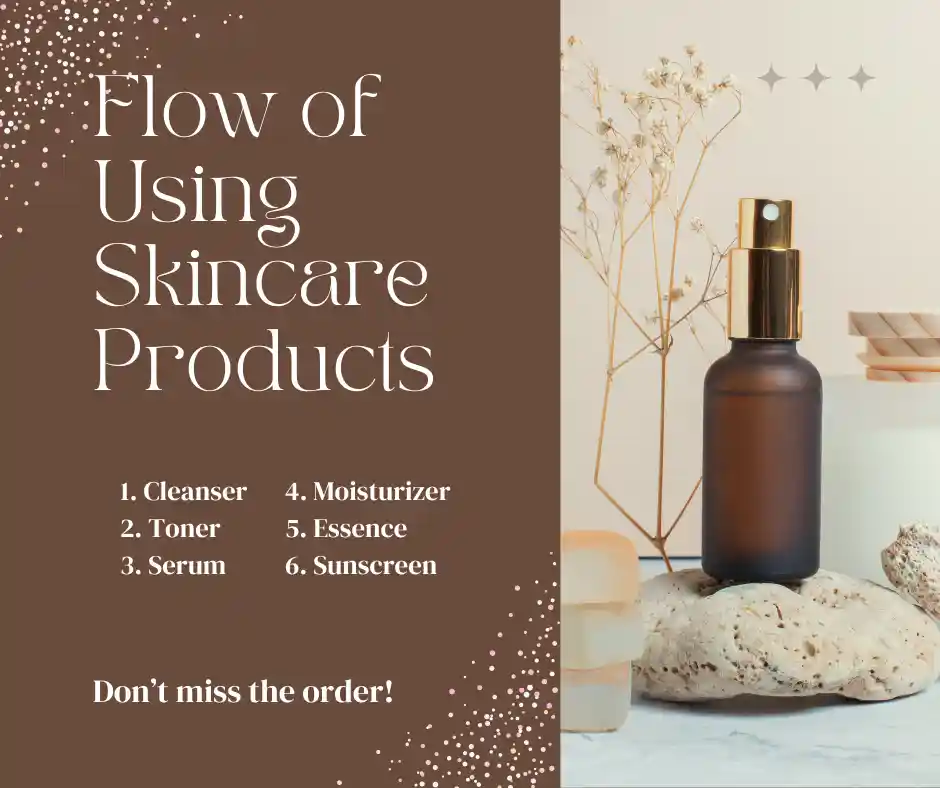 Flow of
Using
Skincare
Products
1. Cleanser
2. Toner
3. Serum
4. Moisturizer
5. Essence
6. Sunscreen
Don’t miss the order!